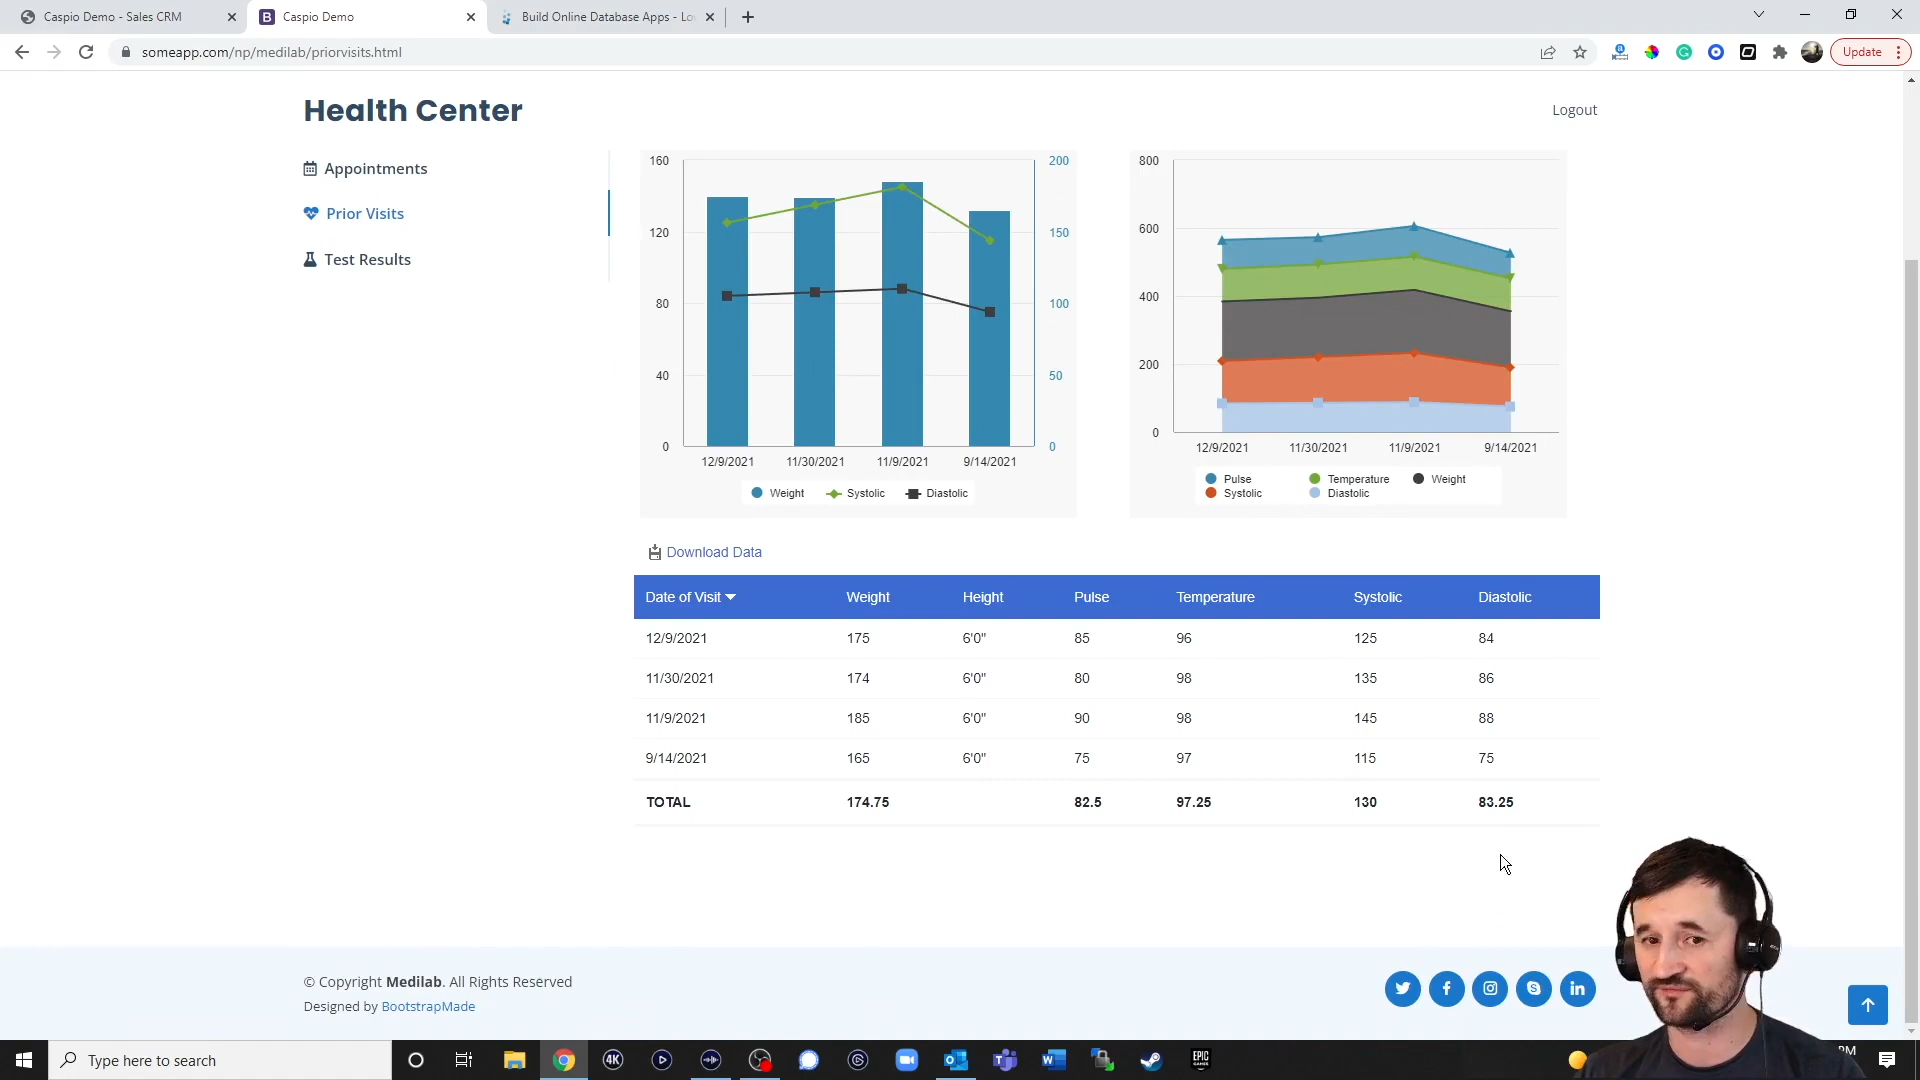 Caspio Demo - Sales CRM
Caspio Demo
Build Online Database Apps - Lo
someapp.com/np/medilab/priorvisits.html
Update
Health Center
Logout
Appointments
Prior Visits
Test Results
160
120
80
40
0
200
150
100
50
0
12/9/2021 11/30/2021 11/9/2021 9/14/2021
Weight Systolic Diastolic
800
600
400
200
0
12/9/2021 11/30/2021 11/9/2021 9/14/2021
Pulse Temperature Weight
Systolic Diastolic
Download Data
Date of Visit Weight Height Pulse Temperature Systolic Diastolic
12/9/2021 175 6'0" 85 96 125 84
11/30/2021 174 6'0" 80 98 135 86
11/9/2021 185 6'0" 90 98 145 88
9/14/2021 165 6'0" 75 97 115 75
TOTAL 174.75 82.5 97.25 130 83.25
© Copyright Medilab. All Rights Reserved
Designed by BootstrapMade
Type here to search
4K
EPIC
GAMES
PM